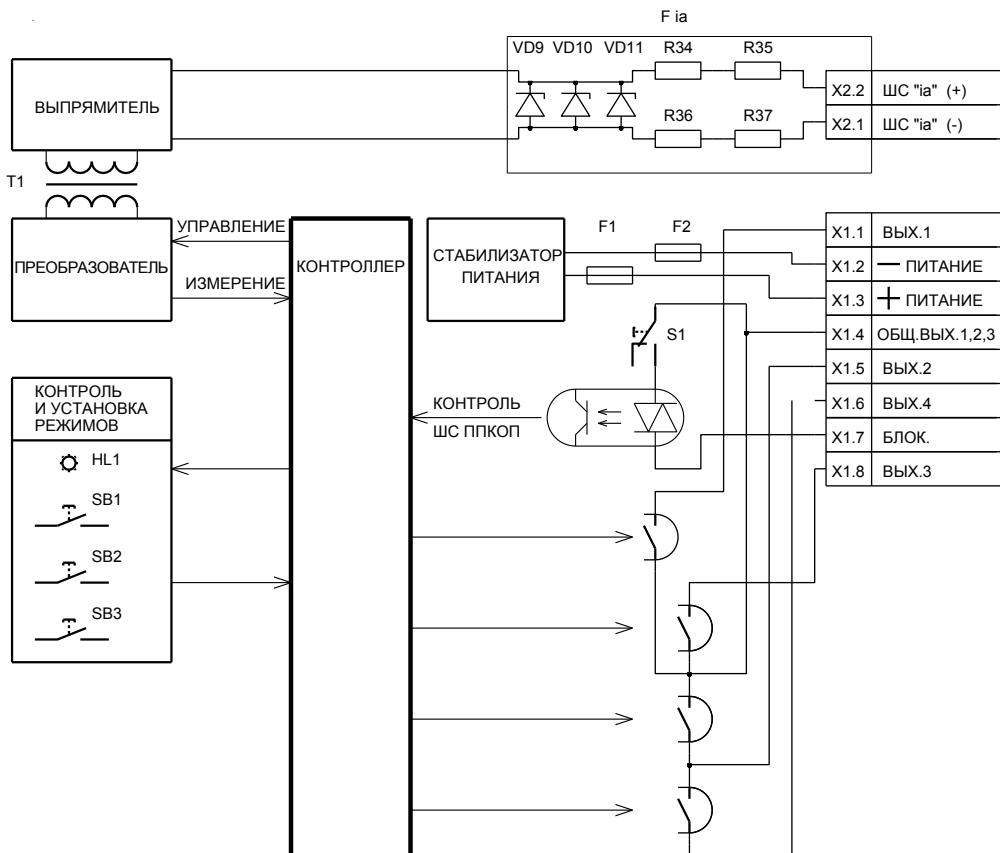 F ia
VD9 VD10 VD11 R34 R35
ВЫПРЯМИТЕЛЬ
X2.2 ШС "ia" (+)
R36 R37
X2.1 ШС "ia" (-)
T1
УПРАВЛЕНИЕ
ПРЕОБРАЗОВАТЕЛЬ
ИЗМЕРЕНИЕ
КОНТРОЛЛЕР
СТАБИЛИЗАТОР
ПИТАНИЯ
F1 F2
X1.1 ВЫХ.1
X1.2 — ПИТАНИЕ
X1.3 + ПИТАНИЕ
X1.4 ОБЩ.ВЫХ.1,2,3
X1.5 ВЫХ.2
X1.6 ВЫХ.4
X1.7 БЛОК.
X1.8 ВЫХ.3
S1
КОНТРОЛЬ
ШС ППКОП
КОНТРОЛЬ
И УСТАНОВКА
РЕЖИМОВ
HL1
SB1
SB2
SB3